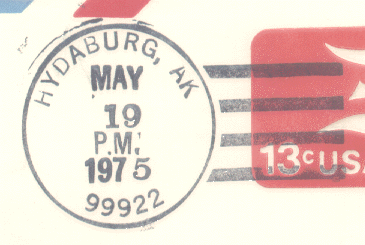 HYDABURG, AK
MAY
19
P.M.
1975
99922
13c USA